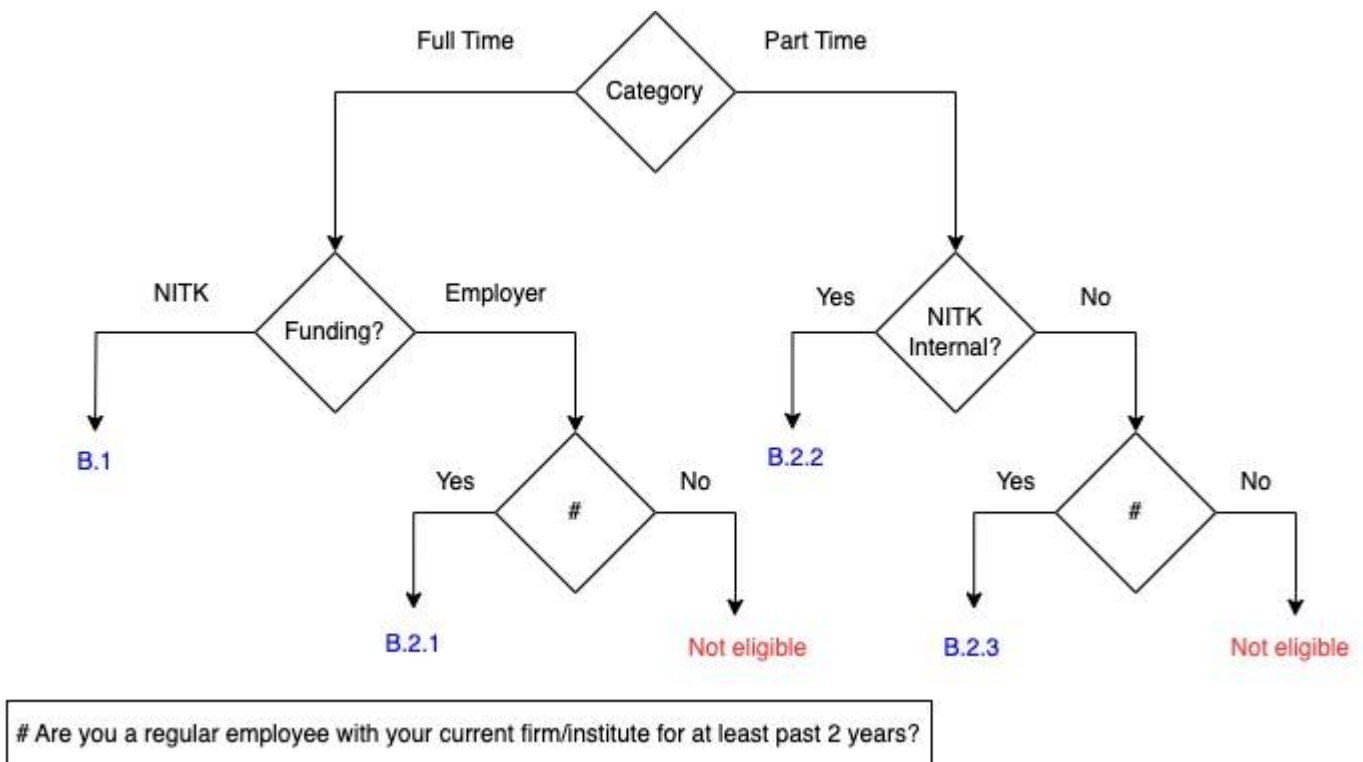 Full Time
Part Time
Category
NITK
Employer
Yes
No
Funding?
NITK
Internal?
B.1
B.2.2
Yes
No
Yes
No
#
#
B.2.1
Not eligible
B.2.3
Not eligible
# Are you a regular employee with your current firm/institute for at least past 2 years?